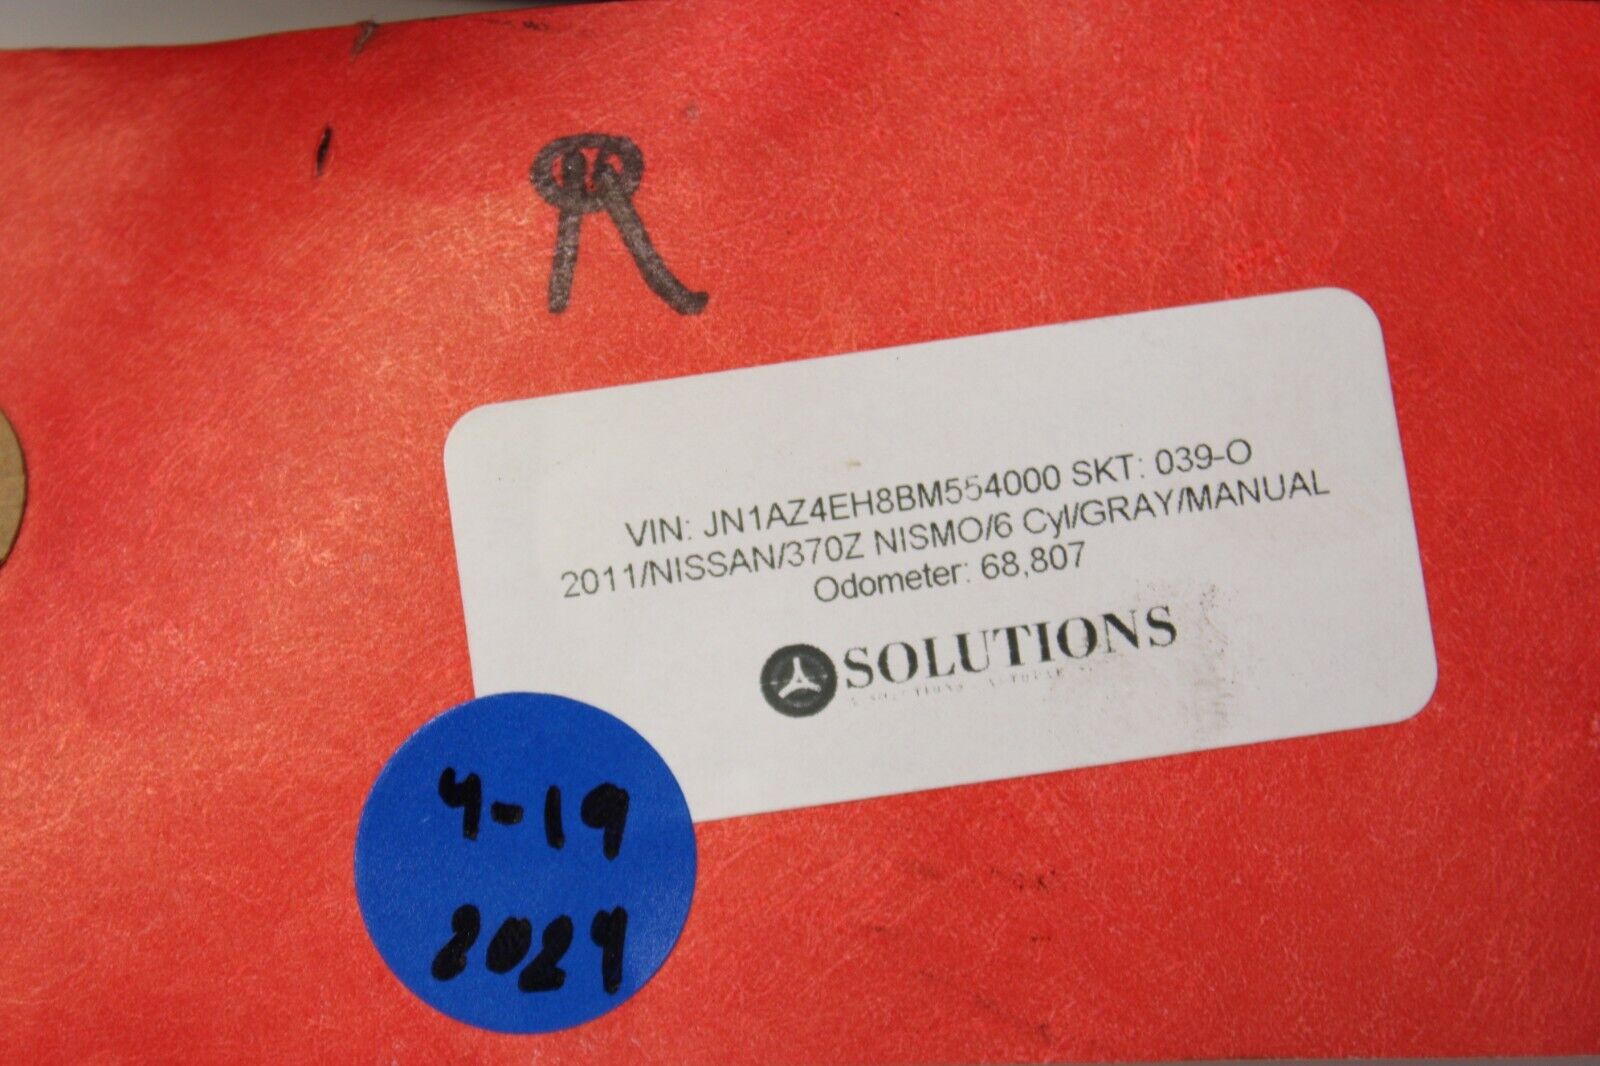 R
VIN: JN1AZ4EH8BM554000 SKT: 039-O
2011/NISSAN/370Z NISMO/6 Cyl/GRAY/MANUAL
Odometer: 68,807
SOLUTIONS
4-19
2024